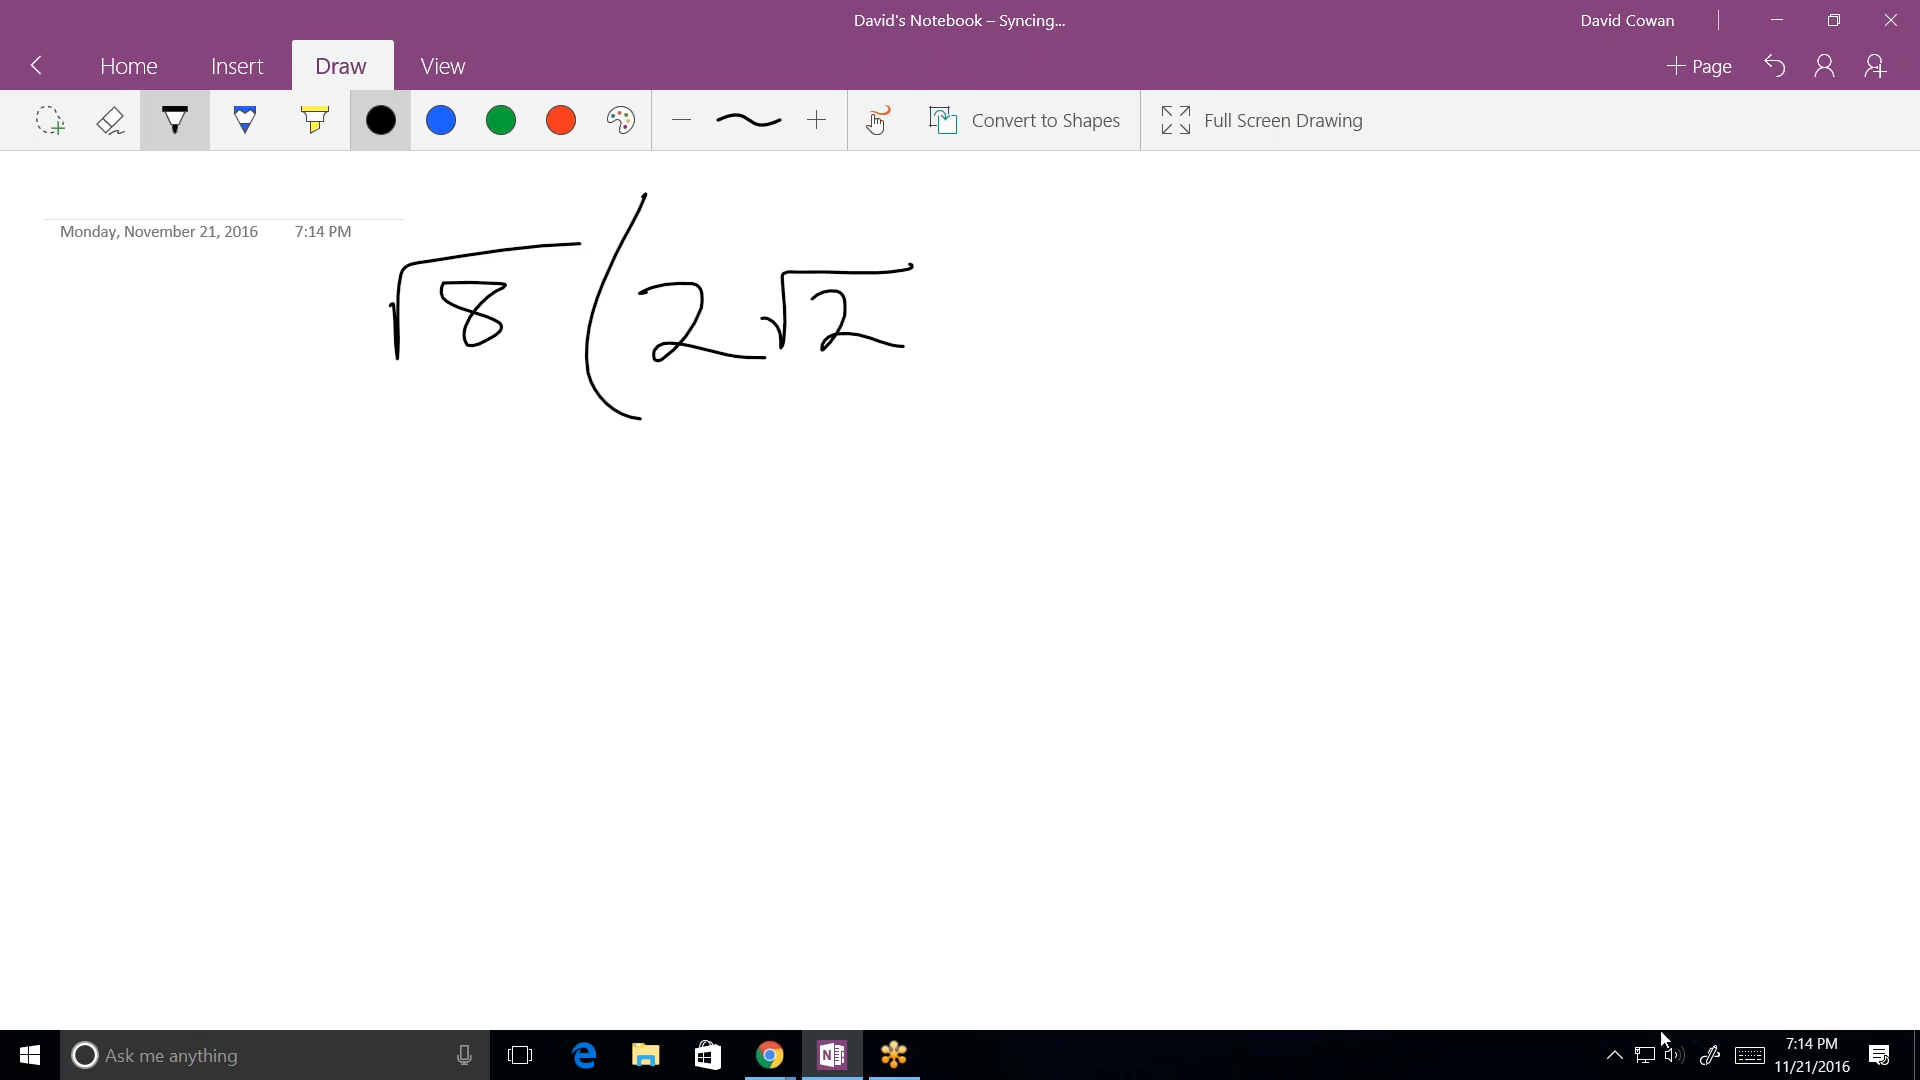 David's Notebook – Syncing...
David Cowan
Home Insert Draw View
Page
Convert to Shapes
Full Screen Drawing
Monday, November 21, 2016 7:14 PM
√8 (2√2
Ask me anything
7:14 PM
11/21/2016